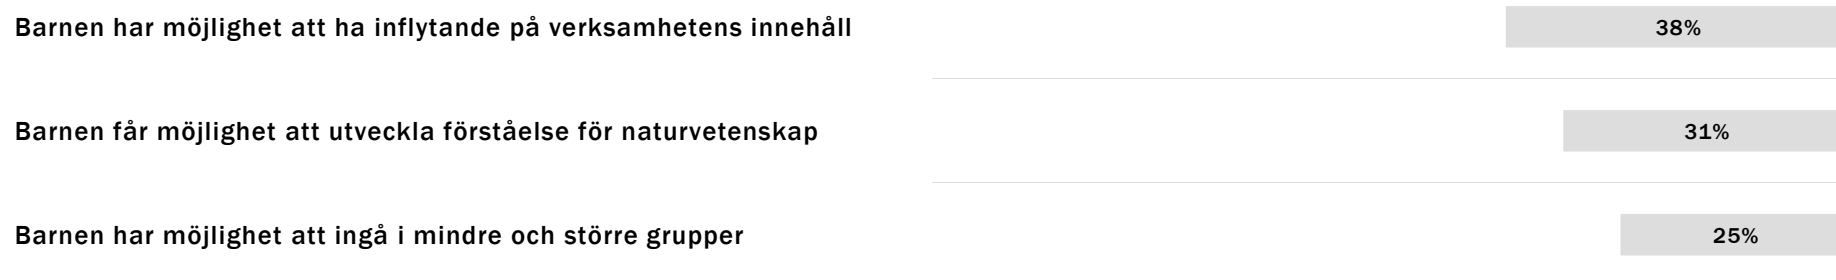 Barnen har möjlighet att ha inflytande på verksamhetens innehåll 38%
Barnen får möjlighet att utveckla förståelse för naturvetenskap 31%
Barnen har möjlighet att ingå i mindre och större grupper 25%